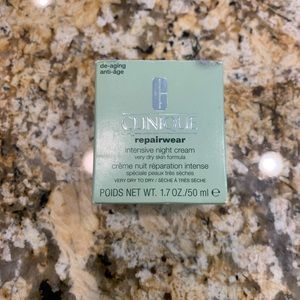 de-aging
anti-âge
CLINIQUE
repairwear
intensive night cream
very dry skin formula
crème nuit réparation intense
spéciale peaux très sèches
VERY DRY TO DRY / SÈCHE À TRÈS SÈCHE
POIDS NET WT. 1.7 OZ./50 ml ℮